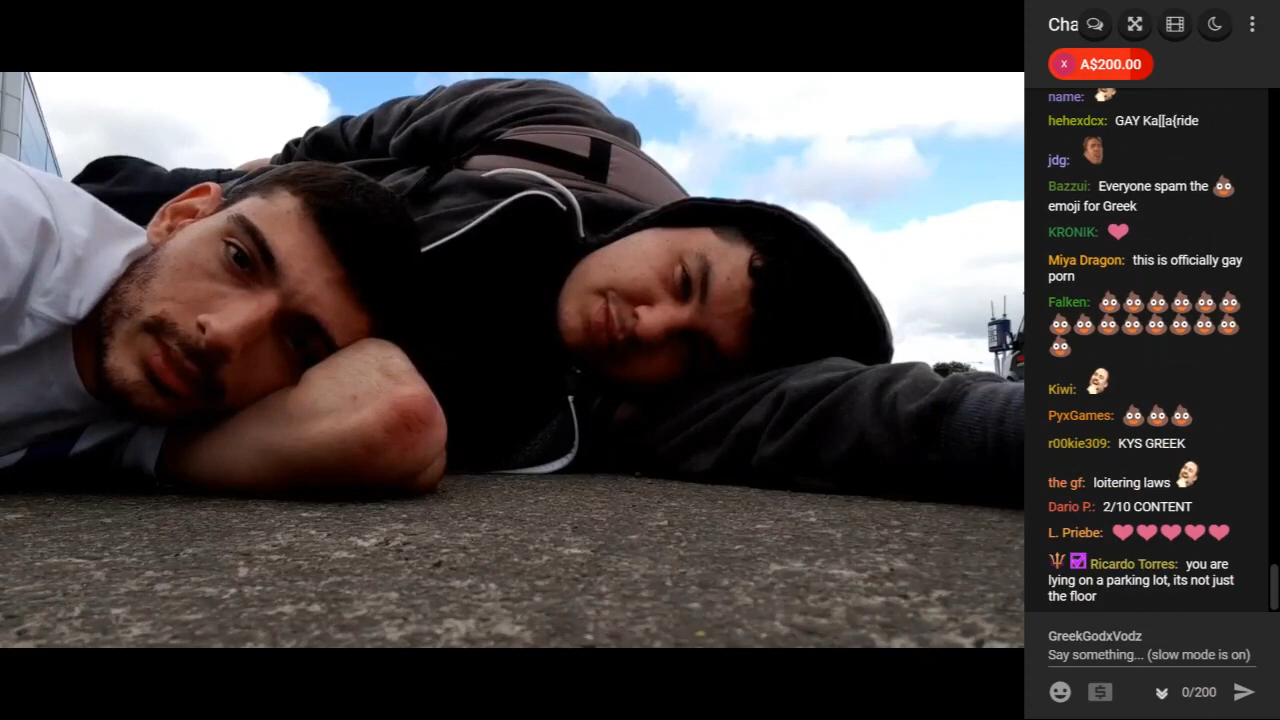 Cha
x A$200.00
name:
hehexdcx: GAY Ka[[a{ride
jdg:
Bazzui: Everyone spam the 💩
emoji for Greek
KRONIK: 💗
Miya Dragon: this is officially gay
porn
Falken: 💩💩💩💩💩💩
💩💩💩💩💩💩💩💩
💩
Kiwi:
PyxGames: 💩💩💩
r00kie309: KYS GREEK
the gf: loitering laws
Dario P.: 2/10 CONTENT
L. Priebe: 💗💗💗💗💗
Ricardo Torres: you are
lying on a parking lot, its not just
the floor
GreekGodxVodz
Say something... (slow mode is on)
0/200